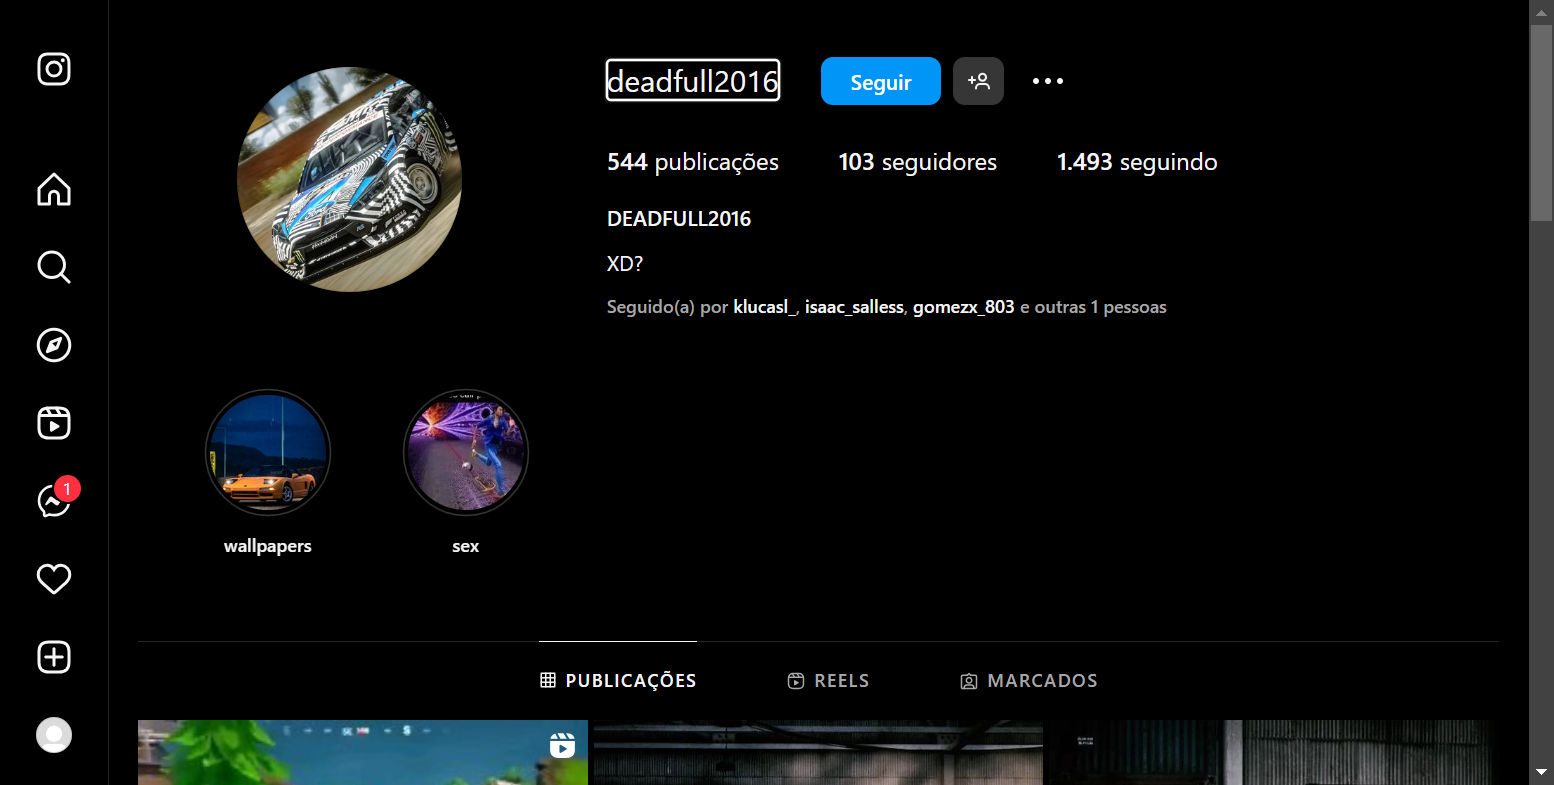 deadfull2016
Seguir
544 publicações 103 seguidores 1.493 seguindo
DEADFULL2016
XD?
Seguido(a) por klucasl_, isaac_salless, gomezx_803 e outras 1 pessoas
1
wallpapers
sex
PUBLICAÇÕES
REELS
MARCADOS